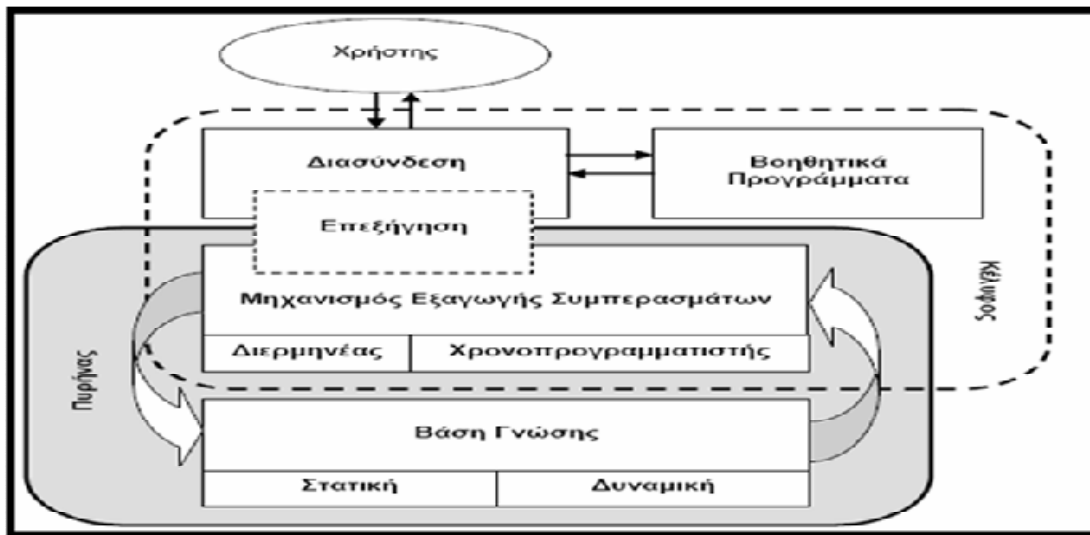 Χρήστης
Διασύνδεση
Βοηθητικά
Προγράμματα
Επεξήγηση
Κέλυφος
Μηχανισμός Εξαγωγής Συμπερασμάτων
Διερμηνέας
Χρονοπρογραμματιστής
Πυρήνας
Βάση Γνώσης
Στατική
Δυναμική